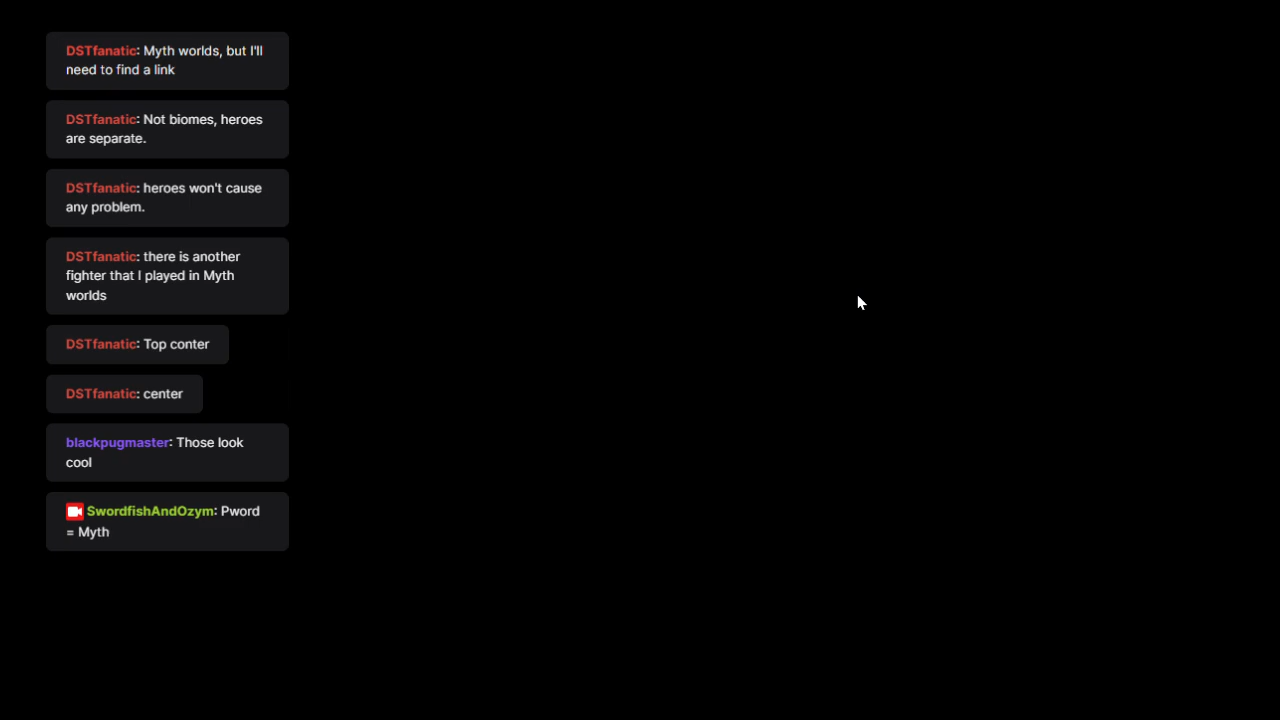 DSTfanatic: Myth worlds, but I'll
need to find a link
DSTfanatic: Not biomes, heroes
are separate.
DSTfanatic: heroes won't cause
any problem.
DSTfanatic: there is another
fighter that I played in Myth
worlds
DSTfanatic: Top conter
DSTfanatic: center
blackpugmaster: Those look
cool
SwordfishAndOzym: Pword
= Myth